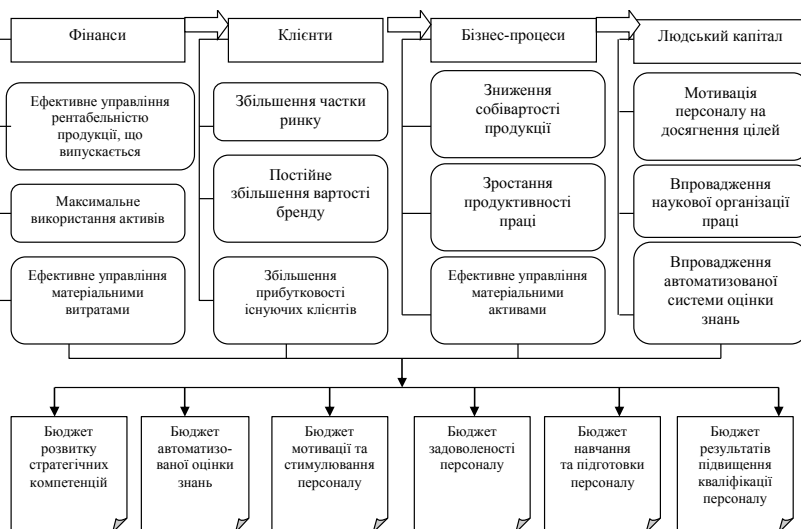 Фінанси
Клієнти
Бізнес-процеси
Людський капітал
Ефективне управління
рентабельністю
продукції, що
випускається
Максимальне
використання активів
Ефективне управління
матеріальними
витратами
Збільшення частки
ринку
Постійне
збільшення вартості
бренду
Збільшення
прибутковості
існуючих клієнтів
Зниження
собівартості
продукції
Зростання
продуктивності
праці
Ефективне управління
матеріальними
активами
Мотивація
персоналу на
досягнення цілей
Впровадження
наукової організації
праці
Впровадження
автоматизованої
системи оцінки
знань
Бюджет
розвитку
стратегічних
компетенцій
Бюджет
автоматизо-
ваної оцінки
знань
Бюджет
мотивації та
стимулювання
персоналу
Бюджет
задоволеності
персоналу
Бюджет
навчання
та підготовки
персоналу
Бюджет
результатів
підвищення
кваліфікації
персоналу